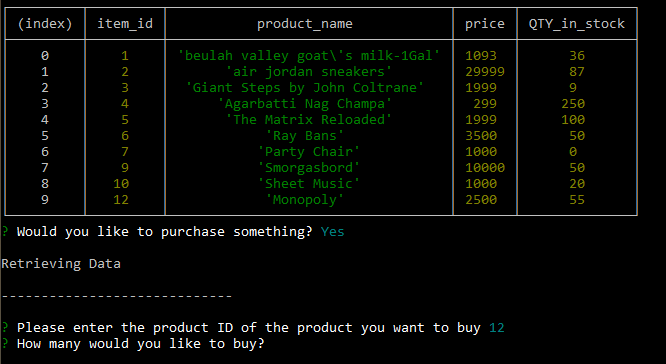 (index) item_id product_name price QTY_in_stock
0 1 'beulah valley goat\'s milk-1Gal' 1093 36
1 2 'air jordan sneakers' 29999 87
2 3 'Giant Steps by John Coltrane' 1999 9
3 4 'Agarbatti Nag Champa' 299 250
4 5 'The Matrix Reloaded' 1999 100
5 6 'Ray Bans' 3500 50
6 7 'Party Chair' 1000 0
7 9 'Smorgasbord' 10000 50
8 10 'Sheet Music' 1000 20
9 12 'Monopoly' 2500 55
? Would you like to purchase something? Yes
Retrieving Data
-----------------------------
? Please enter the product ID of the product you want to buy 12
? How many would you like to buy?